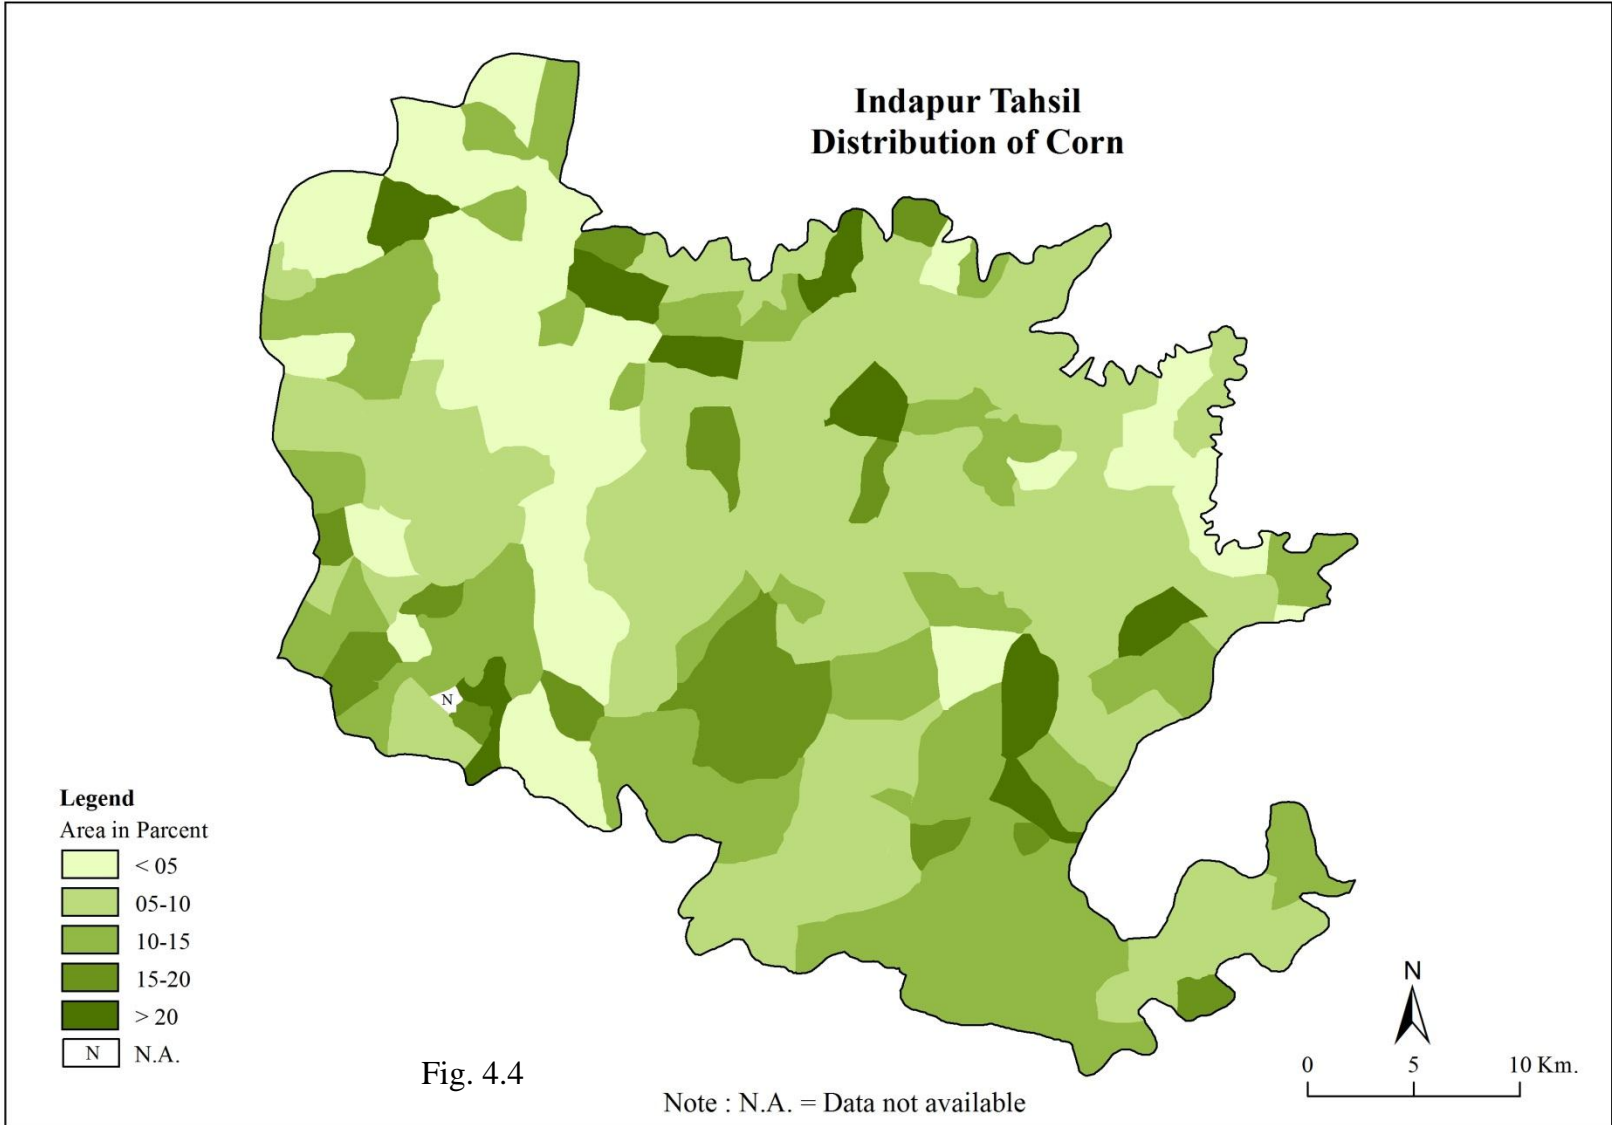 Indapur Tahsil
Distribution of Corn
N
Legend
Area in Parcent
< 05
05-10
10-15
15-20
> 20
N N.A.
Fig. 4.4
Note : N.A. = Data not available
N
0 5 10 Km.